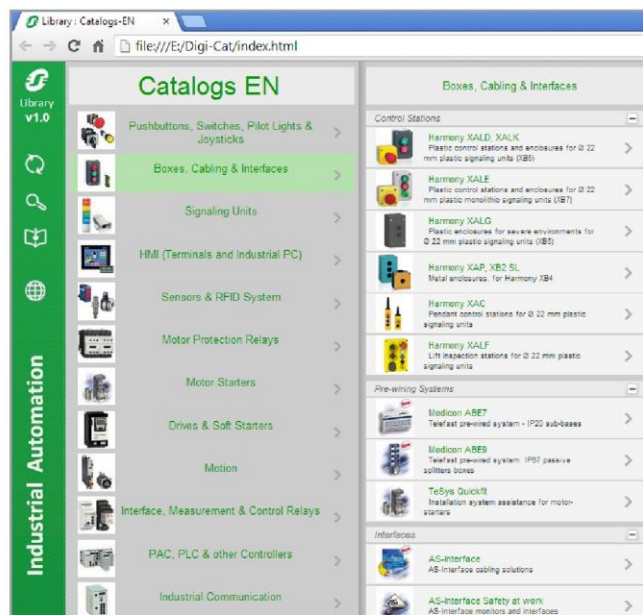 Library : Catalogs-EN
file:///E:/Digi-Cat/index.html
Library
v1.0
Industrial Automation
Catalogs EN
Pushbuttons, Switches, Pilot Lights &
Joysticks
Boxes, Cabling & Interfaces
Signaling Units
HMI (Terminals and Industrial PC)
Sensors & RFID System
Motor Protection Relays
Motor Starters
Drives & Soft Starters
Motion
Interface, Measurement & Control Relays
PAC, PLC & other Controllers
Industrial Communication
Boxes, Cabling & Interfaces
Control Stations
Harmony XALD, XALK
Plastic control stations and enclosures for Ø 22
mm plastic signaling units (XB5)
Harmony XALE
Plastic control stations and enclosures for Ø 22
mm plastic monolithic signaling units (XB7)
Harmony XALG
Plastic enclosures for severe environments for
Ø 22 mm plastic signaling units (XB5)
Harmony XAP, XB2 SL
Metal enclosures, for Harmony XB4
Harmony XAC
Pendant control stations for Ø 22 mm plastic
signaling units
Harmony XALF
Lift inspection stations for Ø 22 mm plastic
signaling units
Pre-wiring Systems
Modicon ABE7
Telefast pre-wired system - IP20 sub-bases
Modicon ABE9
Telefast pre-wired system IP67 passive
splitters boxes
TeSys Quickfit
Installation system assistance for motor-
starters
Interfaces
AS-Interface
AS-Interface cabling solutions
AS-Interface Safety at work
AS-Interface monitors and interfaces